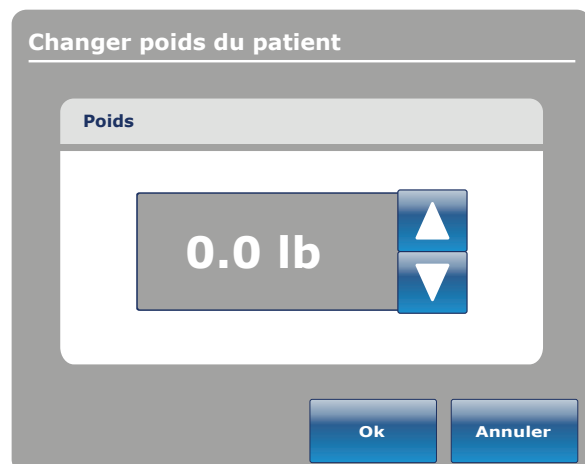 Changer poids du patient
Poids
0.0 lb
Ok
Annuler